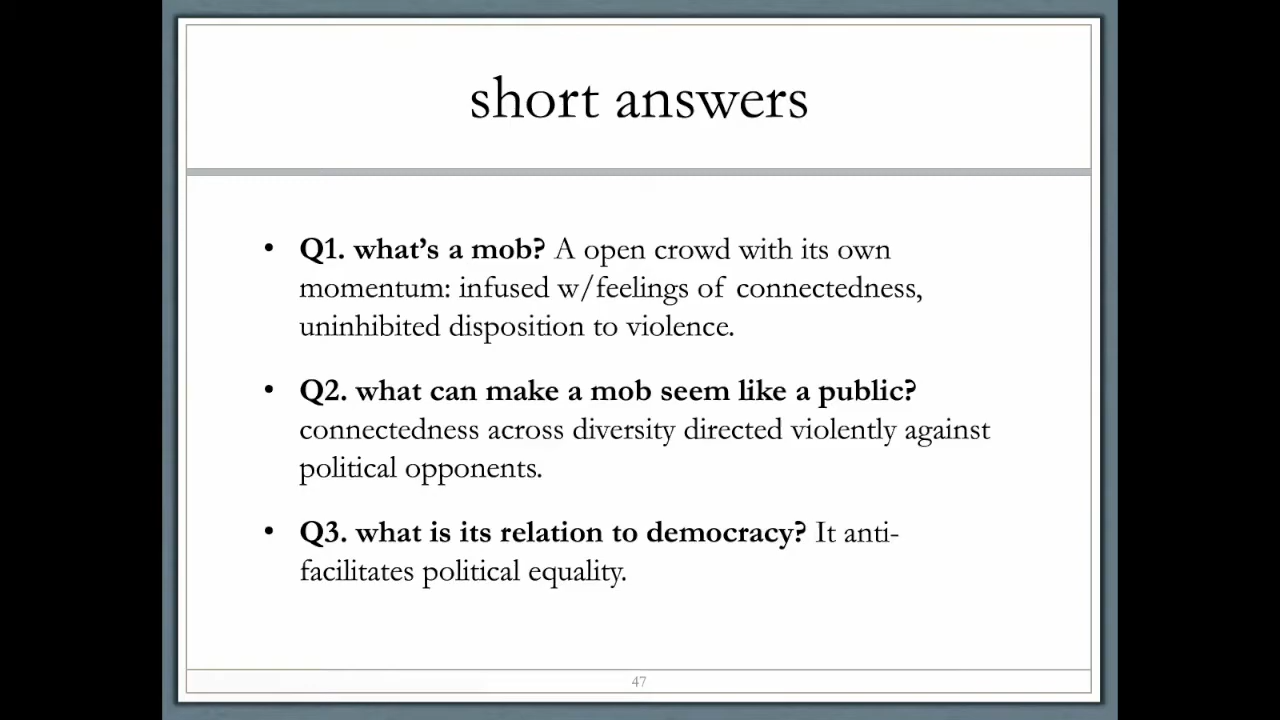 short answers
• Q1. what’s a mob? A open crowd with its own
momentum: infused w/feelings of connectedness,
uninhibited disposition to violence.
• Q2. what can make a mob seem like a public?
connectedness across diversity directed violently against
political opponents.
• Q3. what is its relation to democracy? It anti-
facilitates political equality.
47